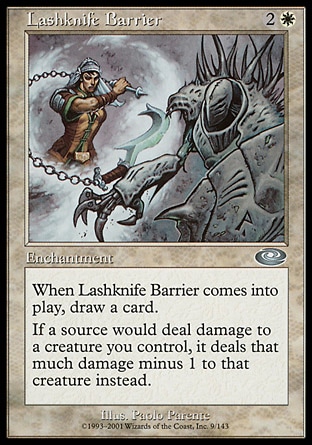 Lashknife Barrier 2
Enchantment
When Lashknife Barrier comes into
play, draw a card.
If a source would deal damage to
a creature you control, it deals that
much damage minus 1 to that
creature instead.
Illus. Paolo Parente
©1993–2001 Wizards of the Coast, Inc. 9/143